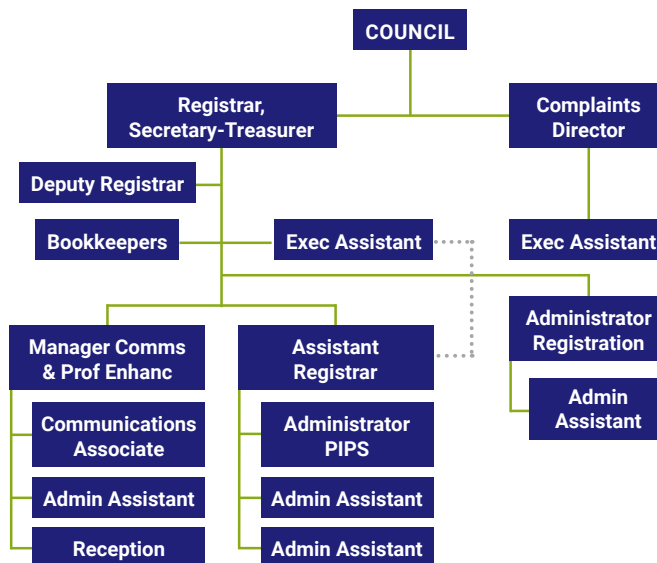 COUNCIL
Registrar,
Secretary-Treasurer
Complaints
Director
Deputy Registrar
Bookkeepers
Exec Assistant
Exec Assistant
Manager Comms
& Prof Enhanc
Assistant
Registrar
Administrator
Registration
Communications
Associate
Administrator
PIPS
Admin
Assistant
Admin Assistant
Admin Assistant
Reception
Admin Assistant